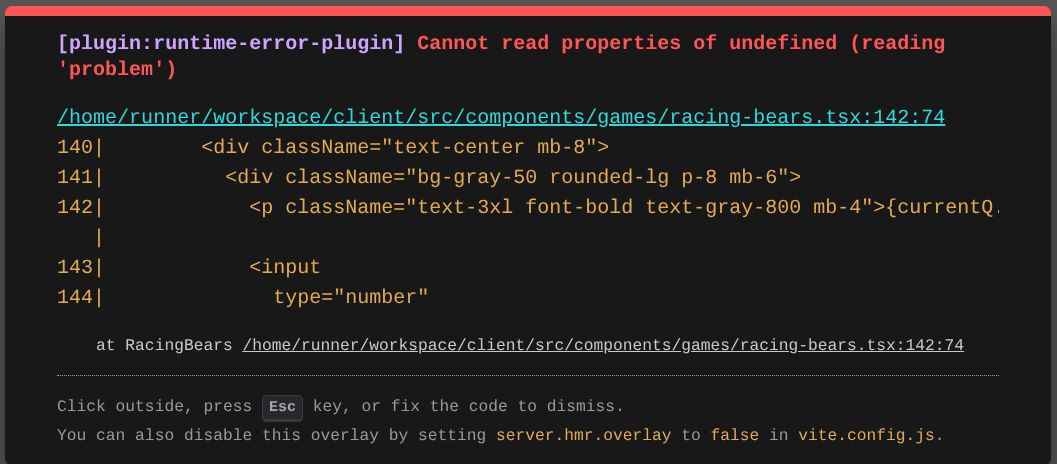 [plugin:runtime-error-plugin] Cannot read properties of undefined (reading
'problem')
/home/runner/workspace/client/src/components/games/racing-bears.tsx:142:74
140|        <div className="text-center mb-8">
141|          <div className="bg-gray-50 rounded-lg p-8 mb-6">
142|            <p className="text-3xl font-bold text-gray-800 mb-4">{currentQ.
   |
143|            <input
144|              type="number"
at RacingBears /home/runner/workspace/client/src/components/games/racing-bears.tsx:142:74
Click outside, press Esc key, or fix the code to dismiss.
You can also disable this overlay by setting server.hmr.overlay to false in vite.config.js.